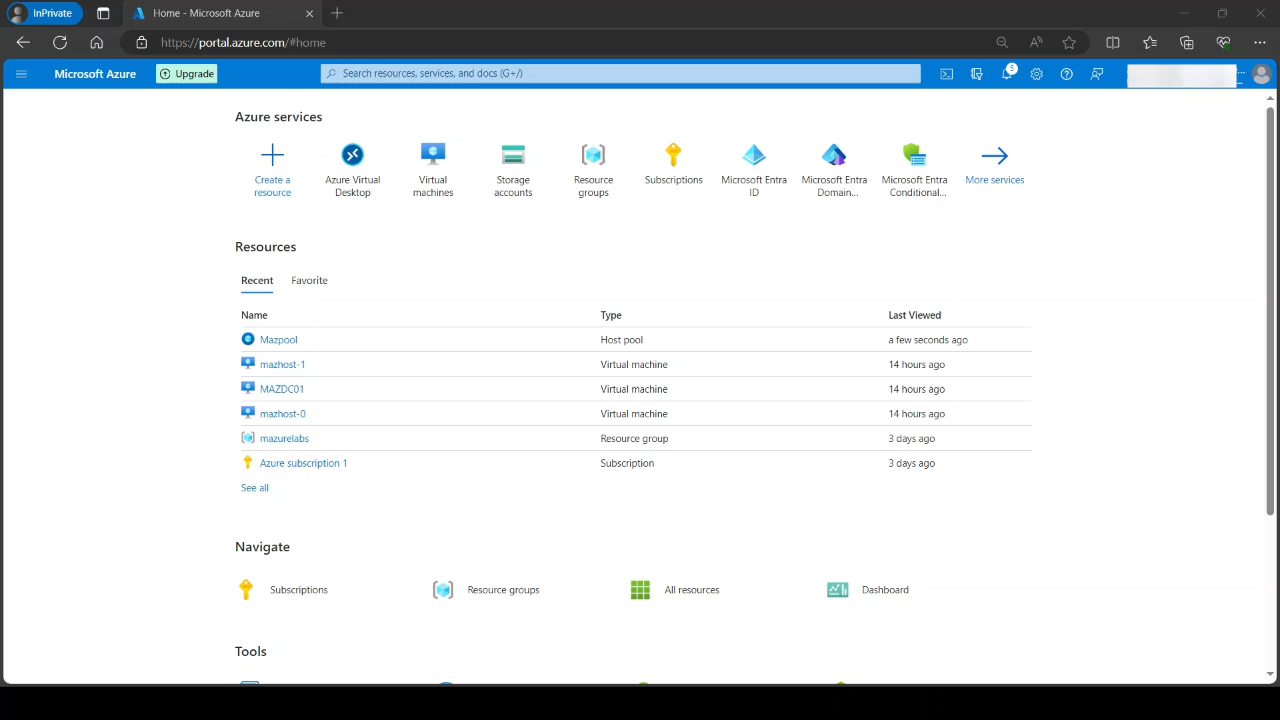 InPrivate
Home - Microsoft Azure
https://portal.azure.com/#home
Microsoft Azure
Upgrade
Search resources, services, and docs (G+/)
5
Azure services
Create a resource
Azure Virtual Desktop
Virtual machines
Storage accounts
Resource groups
Subscriptions
Microsoft Entra ID
Microsoft Entra Domain...
Microsoft Entra Conditional...
More services
Resources
Recent Favorite
Name Type Last Viewed
Mazpool Host pool a few seconds ago
mazhost-1 Virtual machine 14 hours ago
MAZDC01 Virtual machine 14 hours ago
mazhost-0 Virtual machine 14 hours ago
mazurelabs Resource group 3 days ago
Azure subscription 1 Subscription 3 days ago
See all
Navigate
Subscriptions Resource groups All resources Dashboard
Tools